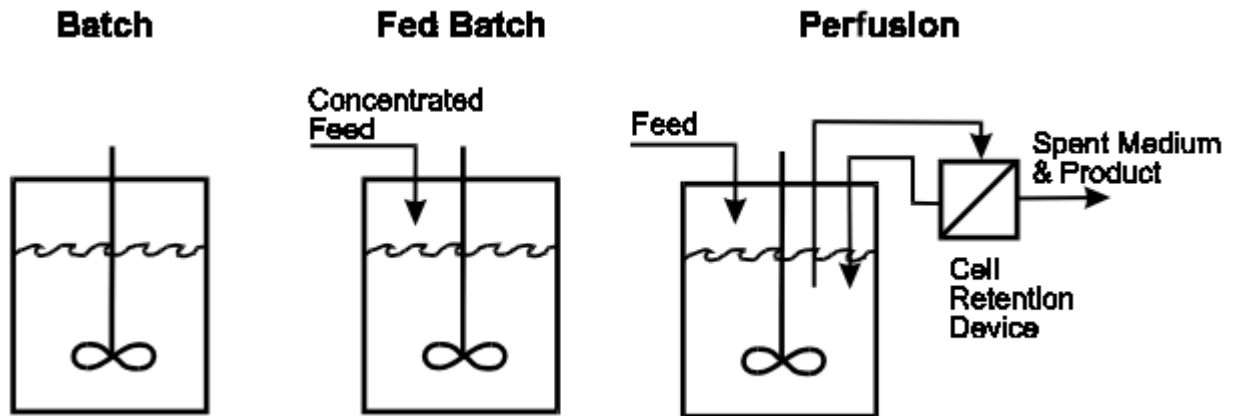 Batch
Fed Batch
Perfusion
Concentrated
Feed
Feed
Spent Medium
& Product
Cell
Retention
Device